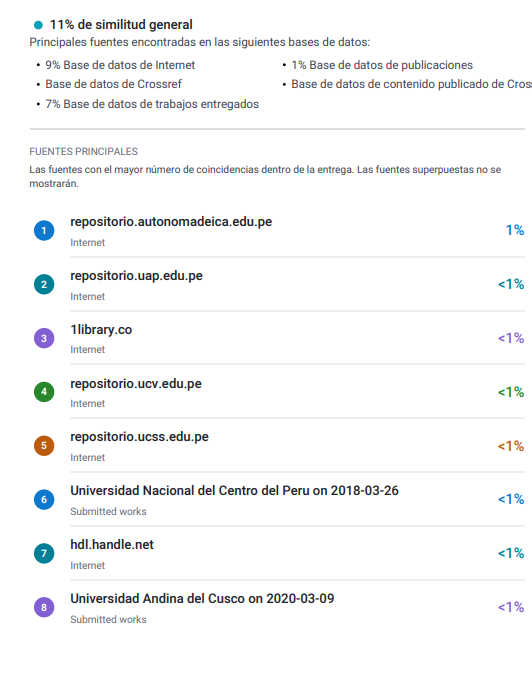 11% de similitud general
Principales fuentes encontradas en las siguientes bases de datos:
• 9% Base de datos de Internet
• 1% Base de datos de publicaciones
• Base de datos de Crossref
• Base de datos de contenido publicado de Cros
• 7% Base de datos de trabajos entregados
FUENTES PRINCIPALES
Las fuentes con el mayor número de coincidencias dentro de la entrega. Las fuentes superpuestas no se
mostrarán.
1 repositorio.autonomadeica.edu.pe 1%
Internet
2 repositorio.uap.edu.pe <1%
Internet
3 1library.co <1%
Internet
4 repositorio.ucv.edu.pe <1%
Internet
5 repositorio.ucss.edu.pe <1%
Internet
6 Universidad Nacional del Centro del Peru on 2018-03-26 <1%
Submitted works
7 hdl.handle.net <1%
Internet
8 Universidad Andina del Cusco on 2020-03-09 <1%
Submitted works